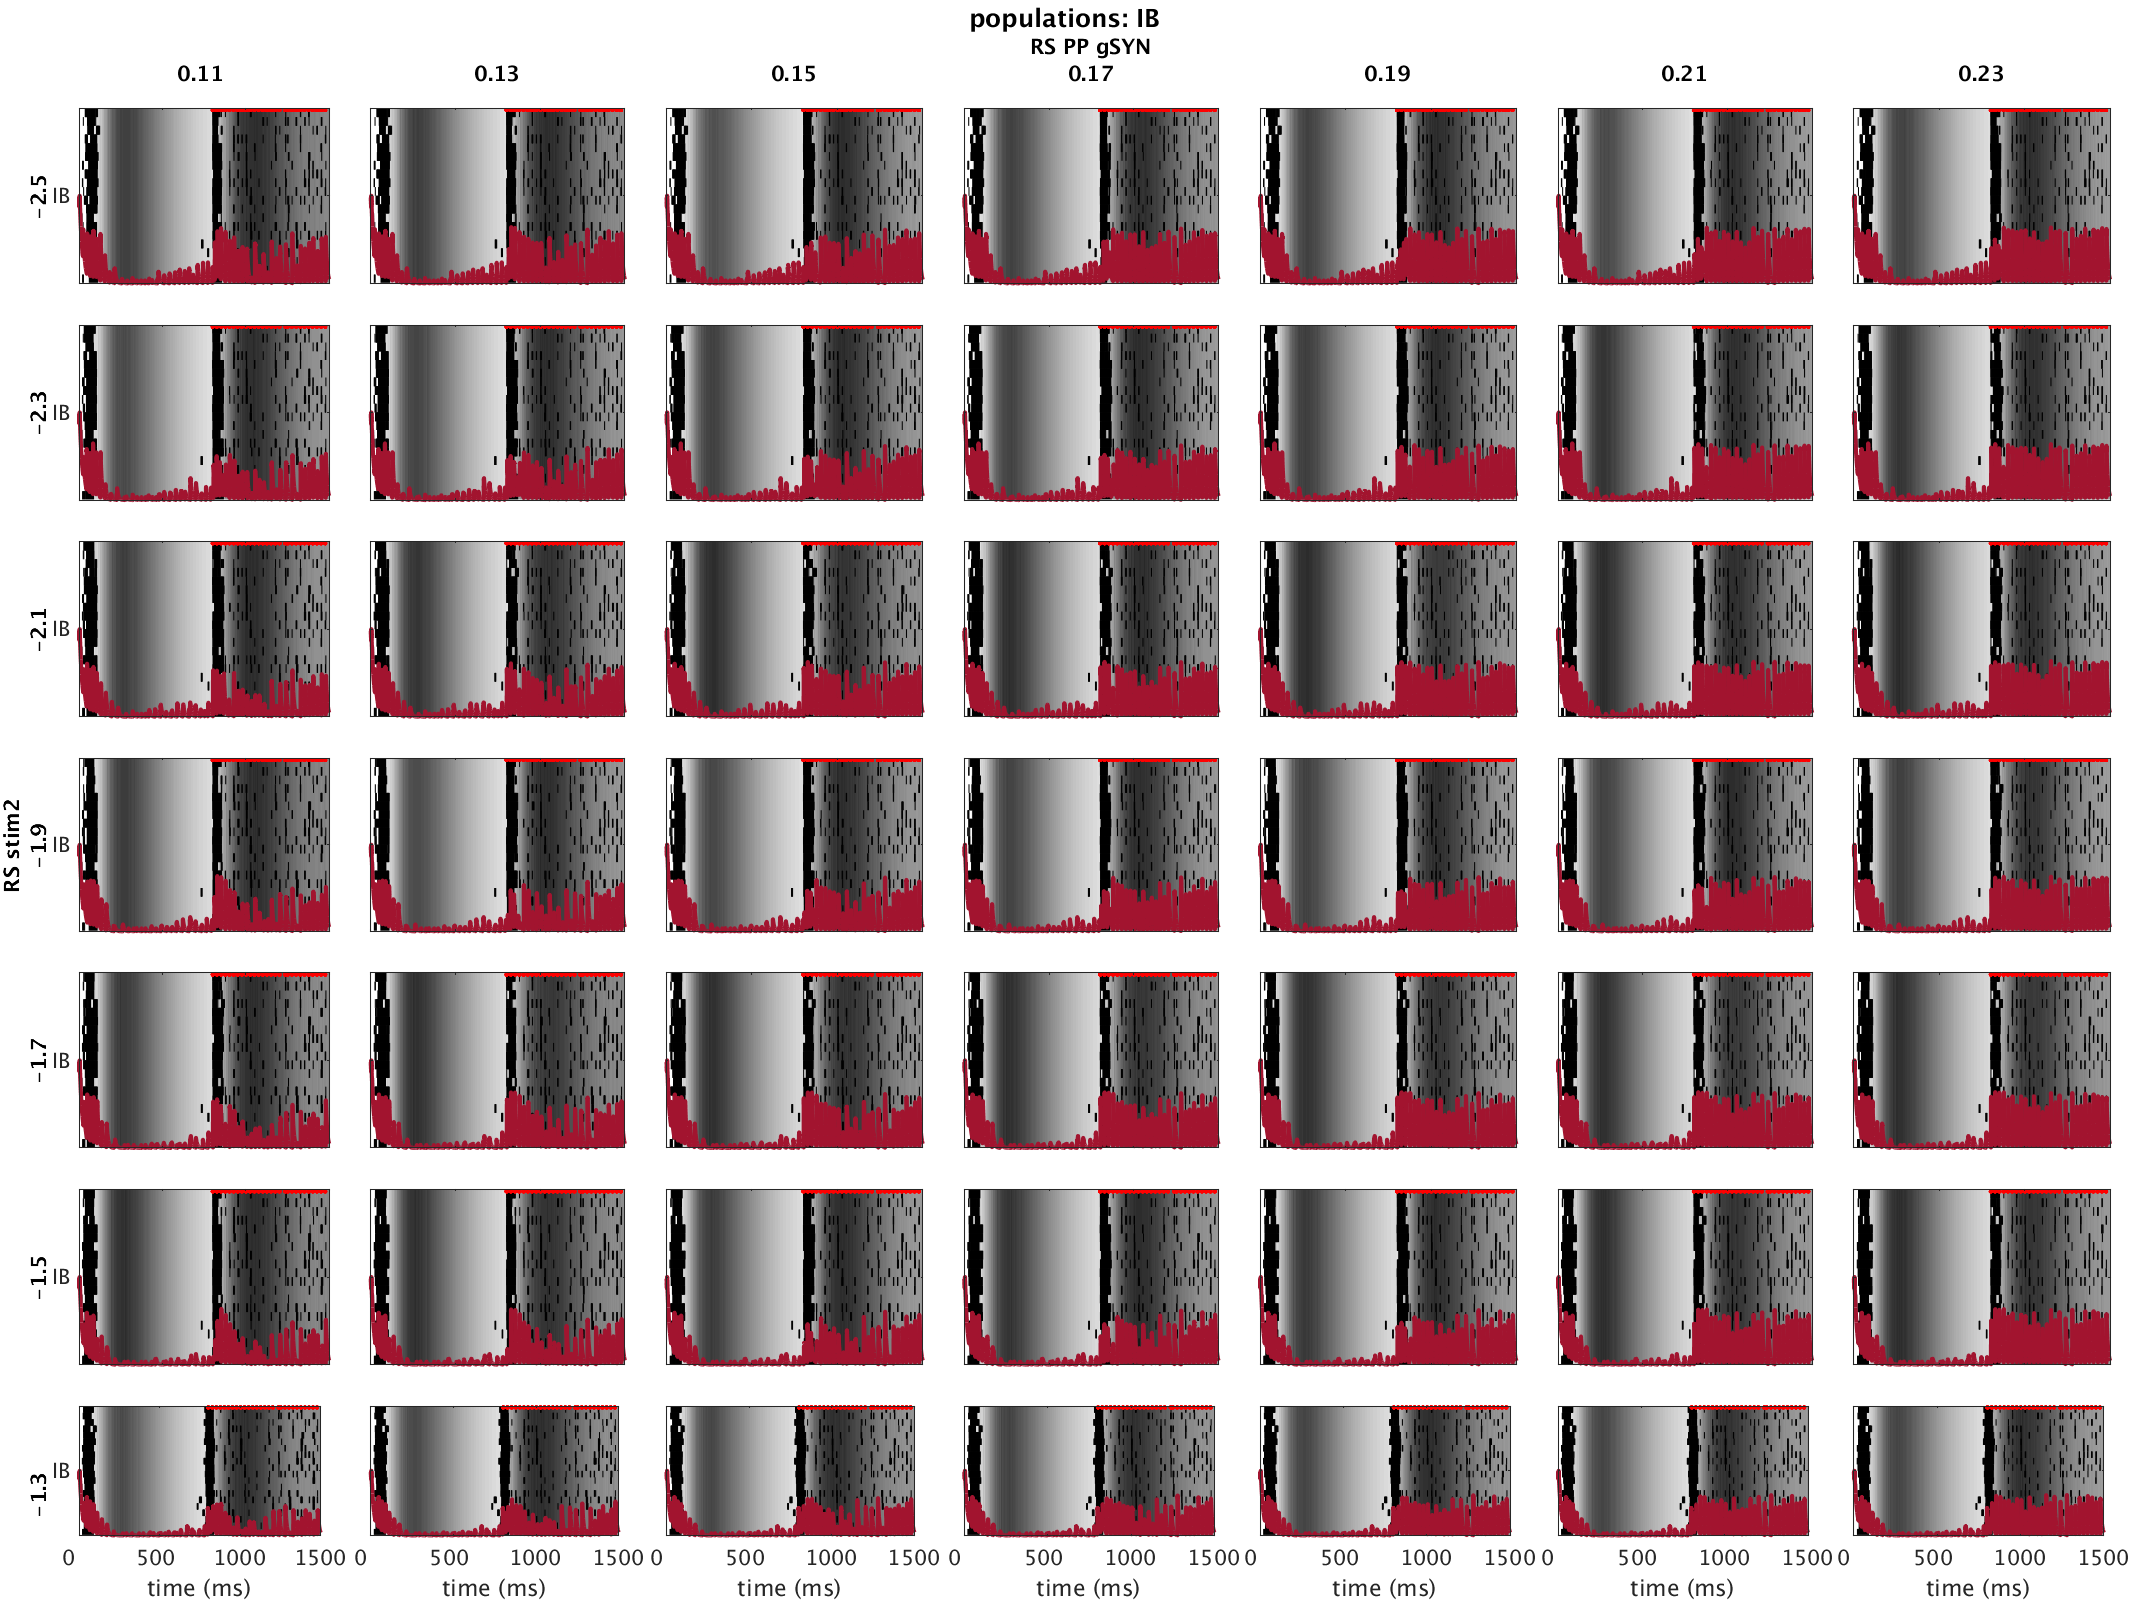 populations: IB
RS PP gSYN
0.11 0.13 0.15 0.17 0.19 0.21 0.23
RS stim2
-2.5 IB
-2.3 IB
-2.1 IB
-1.9 IB
-1.7 IB
-1.5 IB
-1.3 IB
0 500 1000 1500 0 500 1000 1500 0 500 1000 1500 0 500 1000 1500 0 500 1000 1500 0 500 1000 1500 0 500 1000 1500
time (ms) time (ms) time (ms) time (ms) time (ms) time (ms) time (ms)